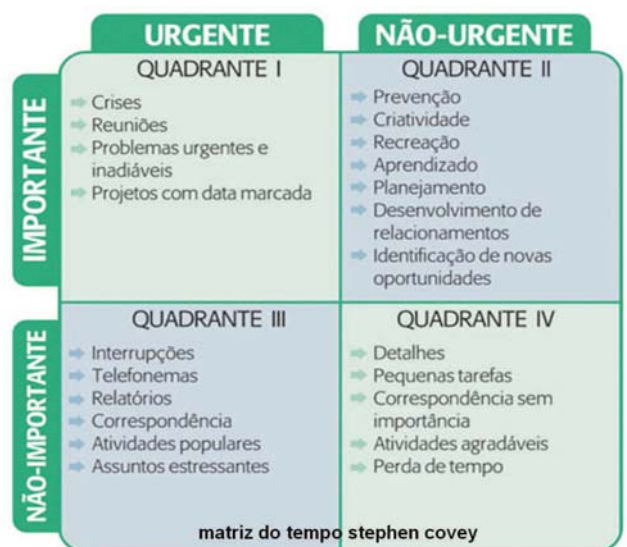 URGENTE
NÃO-URGENTE
IMPORTANTE
QUADRANTE I
Crises
Reuniões
Problemas urgentes e
inadiáveis
Projetos com data marcada
QUADRANTE II
Prevenção
Criatividade
Recreação
Aprendizado
Planejamento
Desenvolvimento de
relacionamentos
Identificação de novas
oportunidades
NÃO-IMPORTANTE
QUADRANTE III
Interrupções
Telefonemas
Relatórios
Correspondência
Atividades populares
Assuntos estressantes
QUADRANTE IV
Detalhes
Pequenas tarefas
Correspondência sem
importância
Atividades agradáveis
Perda de tempo
matriz do tempo stephen covey